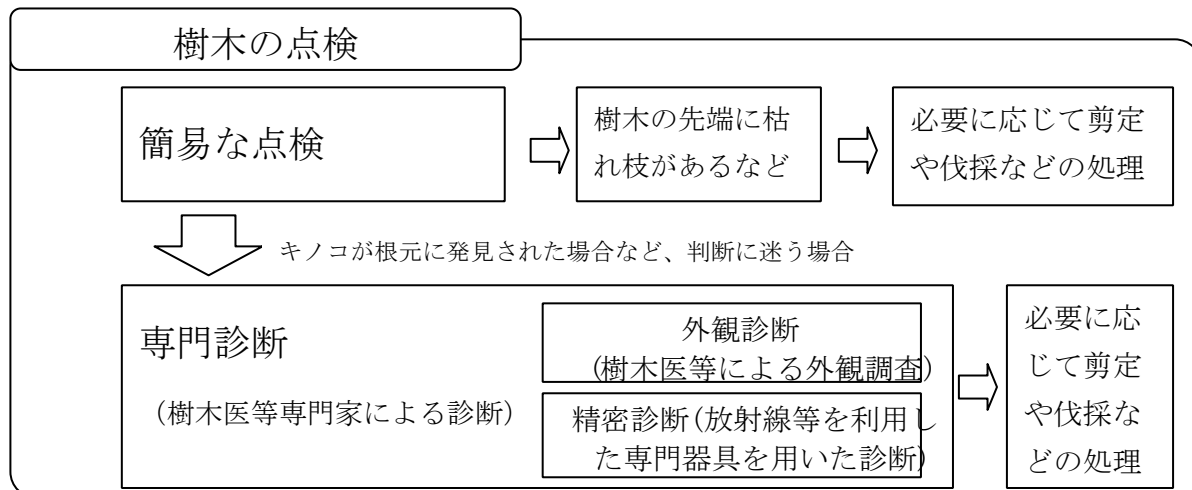 樹木の点検
簡易な点検
樹木の先端に枯
れ枝があるなど
必要に応じて剪定
や伐採などの処理
キノコが根元に発見された場合など、判断に迷う場合
専門診断
（樹木医等専門家による診断）
外観診断
(樹木医等による外観調査)
精密診断(放射線等を利用し
た専門器具を用いた診断)
必要に応
じて剪定
や伐採な
どの処理